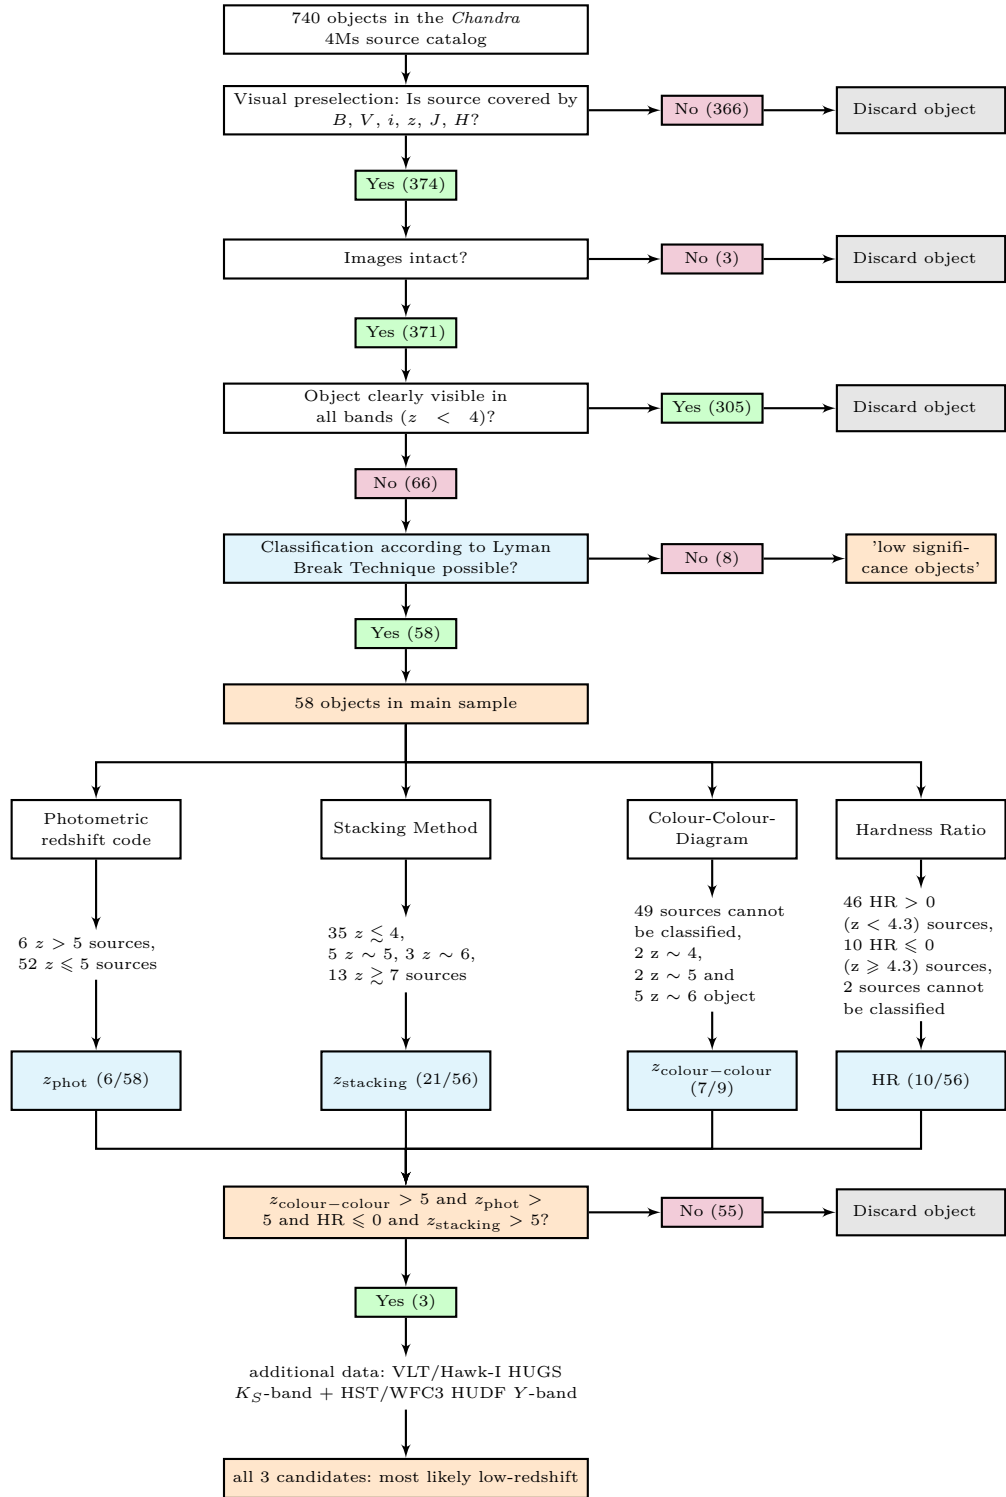 740 objects in the Chandra
4Ms source catalog
Visual preselection: Is source covered by
B, V, i, z, J, H?
No (366)
Discard object
Yes (374)
Images intact?
No (3)
Discard object
Yes (371)
Object clearly visible in
all bands (z < 4)?
Yes (305)
Discard object
No (66)
Classification according to Lyman
Break Technique possible?
No (8)
'low signifi-
cance objects'
Yes (58)
58 objects in main sample
Photometric
redshift code
Stacking Method
Colour-Colour-
Diagram
Hardness Ratio
6 z > 5 sources,
52 z ⩽ 5 sources
35 z ≲ 4,
5 z ∼ 5, 3 z ∼ 6,
13 z ≳ 7 sources
49 sources cannot
be classified,
2 z ∼ 4,
2 z ∼ 5 and
5 z ∼ 6 object
46 HR > 0
(z < 4.3) sources,
10 HR ⩽ 0
(z ⩾ 4.3) sources,
2 sources cannot
be classified
z_phot (6/58)
z_stacking (21/56)
z_colour−colour
(7/9)
HR (10/56)
z_colour−colour > 5 and z_phot >
5 and HR ⩽ 0 and z_stacking > 5?
No (55)
Discard object
Yes (3)
additional data: VLT/Hawk-I HUGS
K_S-band + HST/WFC3 HUDF Y-band
all 3 candidates: most likely low-redshift